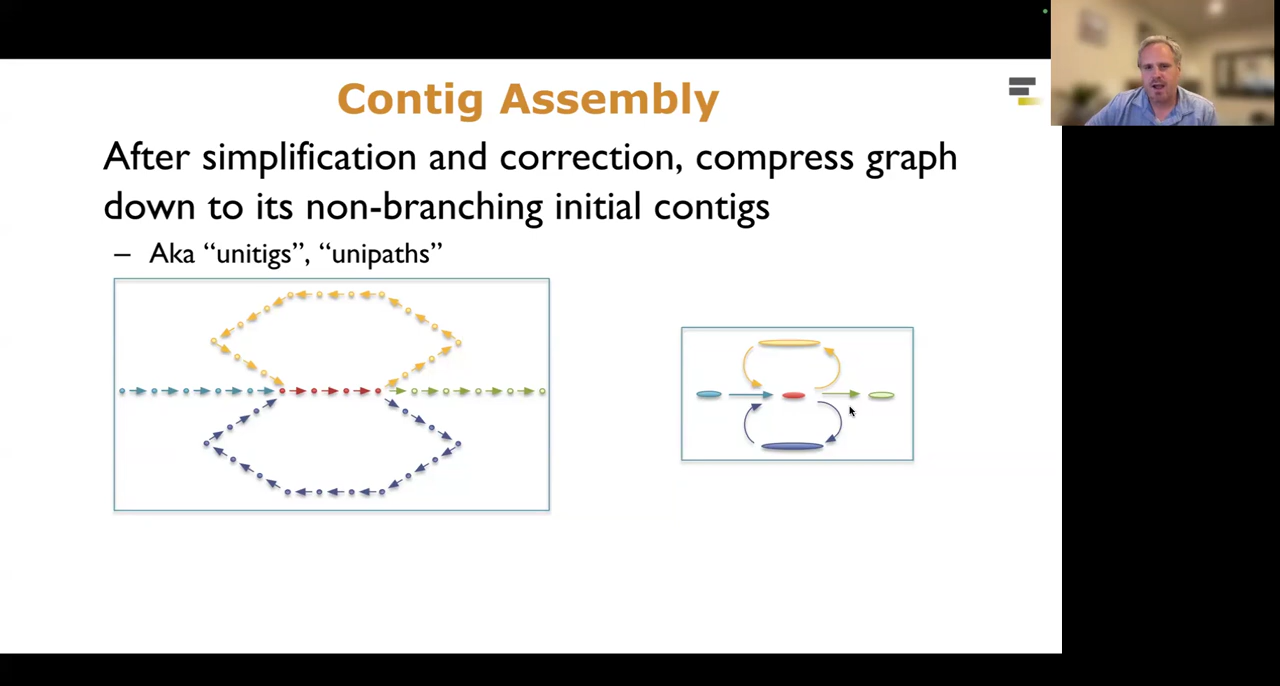 Contig Assembly
After simplification and correction, compress graph
down to its non-branching initial contigs
– Aka “unitigs”, “unipaths”